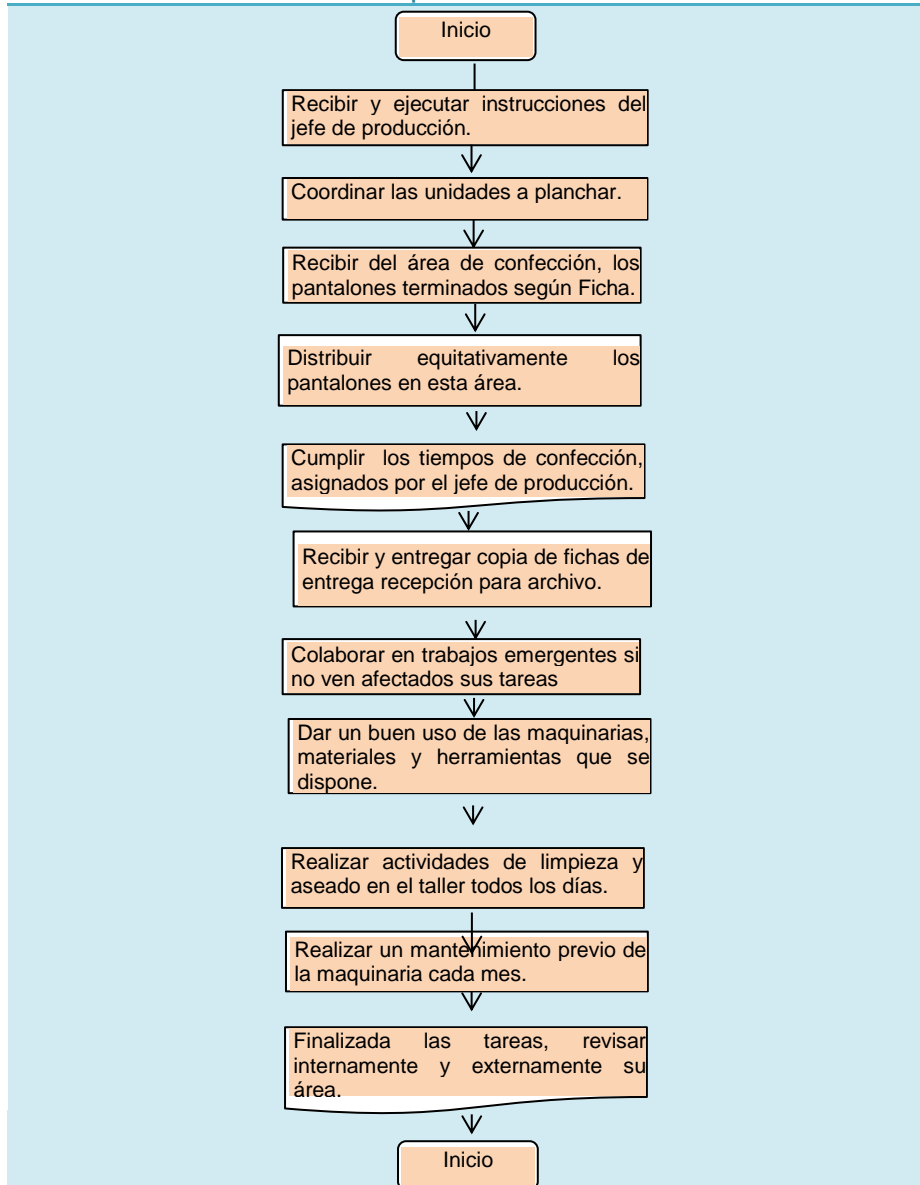 Inicio
Recibir y ejecutar instrucciones del
jefe de producción.
Coordinar las unidades a planchar.
Recibir del área de confección, los
pantalones terminados según Ficha.
Distribuir equitativamente los
pantalones en esta área.
Cumplir los tiempos de confección,
asignados por el jefe de producción.
Recibir y entregar copia de fichas de
entrega recepción para archivo.
Colaborar en trabajos emergentes si
no ven afectados sus tareas
Dar un buen uso de las maquinarias,
materiales y herramientas que se
dispone.
Realizar actividades de limpieza y
aseado en el taller todos los días.
Realizar un mantenimiento previo de
la maquinaria cada mes.
Finalizada las tareas, revisar
internamente y externamente su
área.
Inicio